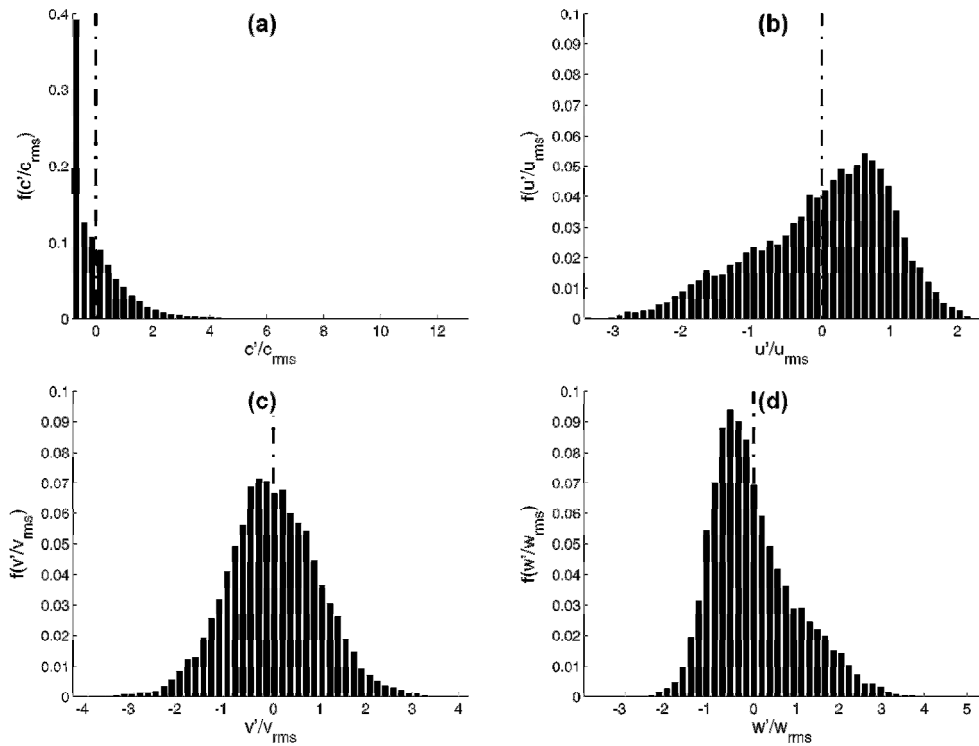 (a)
0.4
0.3
0.2
0.1
0
f(c'/c_rms)
0 2 4 6 8 10 12
c'/c_rms
(b)
0.1
0.09
0.08
0.07
0.06
0.05
0.04
0.03
0.02
0.01
0
f(u'/u_rms)
-3 -2 -1 0 1 2
u'/u_rms
(c)
0.1
0.09
0.08
0.07
0.06
0.05
0.04
0.03
0.02
0.01
0
f(v'/v_rms)
-4 -3 -2 -1 0 1 2 3 4
v'/v_rms
(d)
0.1
0.09
0.08
0.07
0.06
0.05
0.04
0.03
0.02
0.01
0
f(w'/w_rms)
-3 -2 -1 0 1 2 3 4 5
w'/w_rms